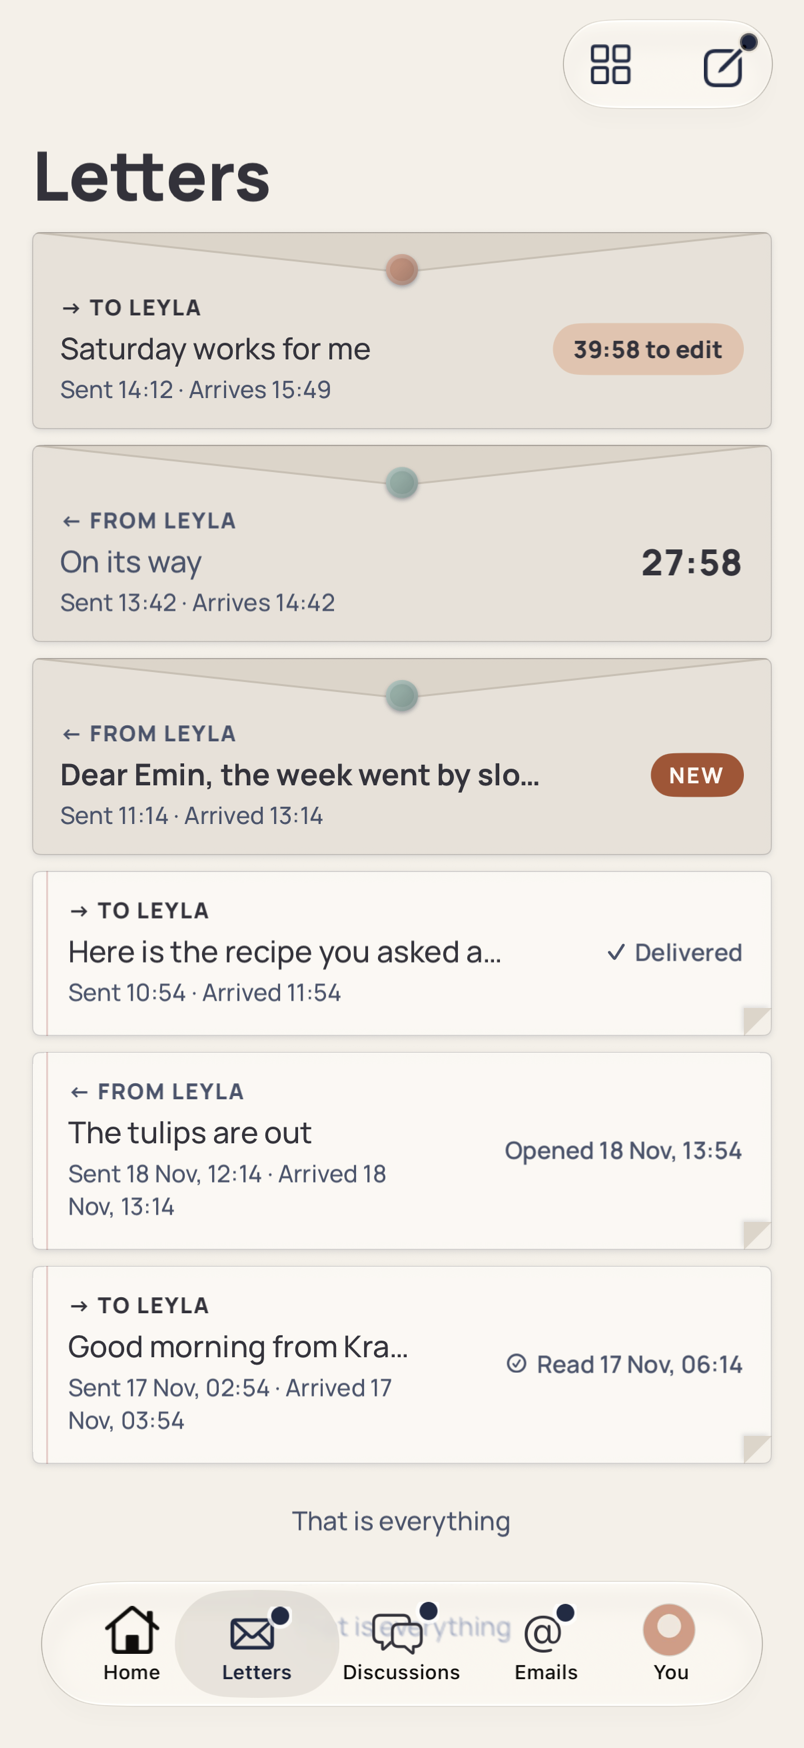 Letters
→ TO LEYLA
Saturday works for me
39:58 to edit
Sent 14:12 · Arrives 15:49
← FROM LEYLA
On its way
27:58
Sent 13:42 · Arrives 14:42
← FROM LEYLA
Dear Emin, the week went by slo...
NEW
Sent 11:14 · Arrived 13:14
→ TO LEYLA
Here is the recipe you asked a...
✓ Delivered
Sent 10:54 · Arrived 11:54
← FROM LEYLA
The tulips are out
Opened 18 Nov, 13:54
Sent 18 Nov, 12:14 · Arrived 18
Nov, 13:14
→ TO LEYLA
Good morning from Kra...
Read 17 Nov, 06:14
Sent 17 Nov, 02:54 · Arrived 17
Nov, 03:54
That is everything
t is everything
Home
Letters
Discussions
@
Emails
You